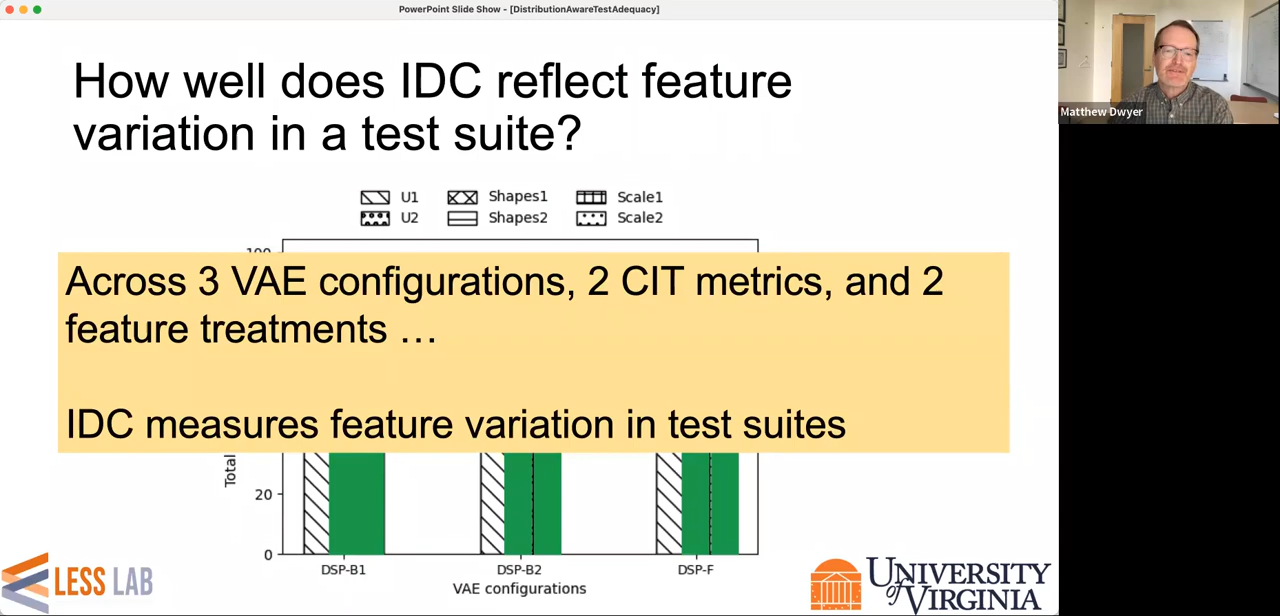 PowerPoint Slide Show - [DistributionAwareTestAdequacy]
How well does IDC reflect feature
variation in a test suite?
U1 Shapes1 Scale1
U2 Shapes2 Scale2
Across 3 VAE configurations, 2 CIT metrics, and 2
feature treatments …
IDC measures feature variation in test suites
Total
20
0
DSP-B1 DSP-B2 DSP-F
VAE configurations
LESS LAB
UNIVERSITY
of VIRGINIA
Matthew Dwyer